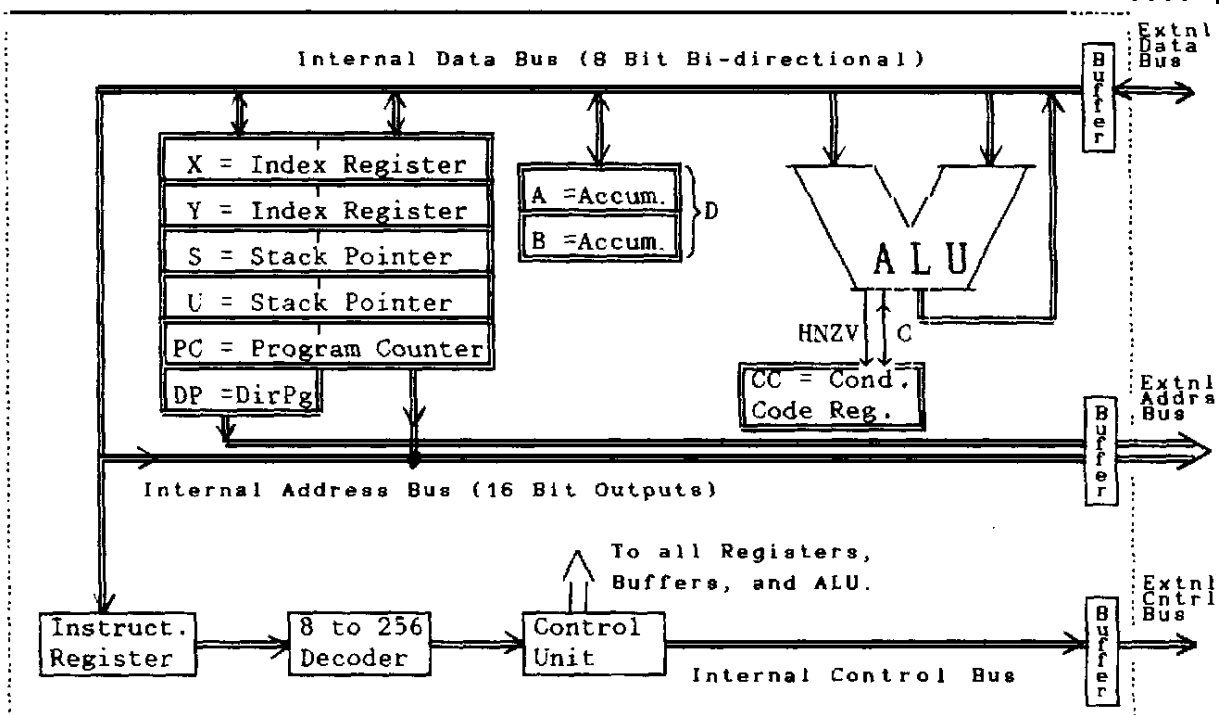 Extnl
Data
Bus
Internal Data Bus (8 Bit Bi-directional)
Buffer
X = Index Register
Y = Index Register
S = Stack Pointer
U = Stack Pointer
PC = Program Counter
DP =DirPg
A =Accum.
B =Accum.
D
ALU
HNZV
C
CC = Cond.
Code Reg.
Extnl
Addrs
Bus
Buffer
Internal Address Bus (16 Bit Outputs)
To all Registers,
Buffers, and ALU.
Extnl
Cntrl
Bus
Instruct.
Register
8 to 256
Decoder
Control
Unit
Buffer
Internal Control Bus